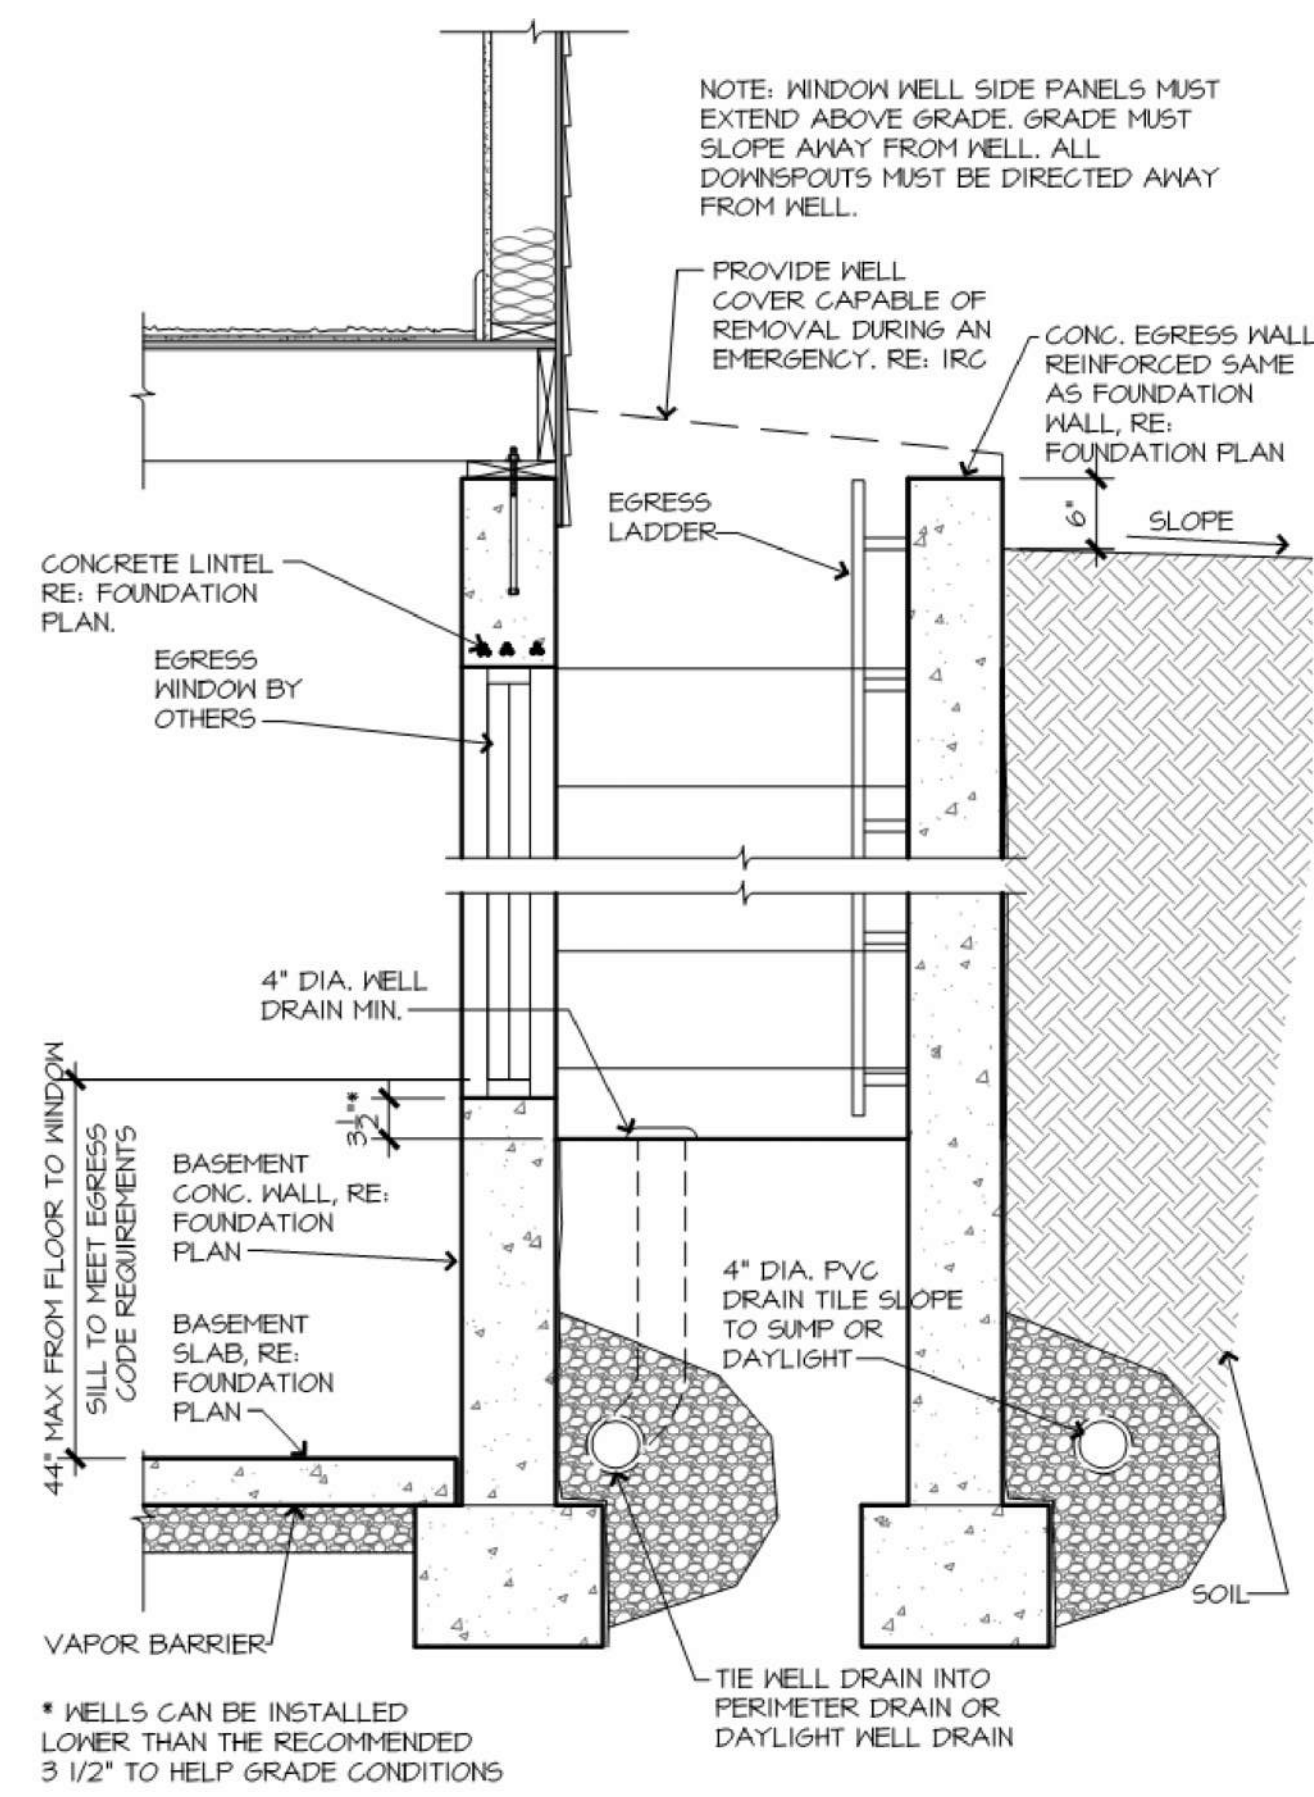 NOTE: WINDOW WELL SIDE PANELS MUST
EXTEND ABOVE GRADE. GRADE MUST
SLOPE AWAY FROM WELL. ALL
DOWNSPOUTS MUST BE DIRECTED AWAY
FROM WELL.
PROVIDE WELL
COVER CAPABLE OF
REMOVAL DURING AN
EMERGENCY. RE: IRC
CONC. EGRESS WALL
REINFORCED SAME
AS FOUNDATION
WALL, RE:
FOUNDATION PLAN
EGRESS
LADDER
6"
SLOPE
CONCRETE LINTEL
RE: FOUNDATION
PLAN.
EGRESS
WINDOW BY
OTHERS
4" DIA. WELL
DRAIN MIN.
44" MAX FROM FLOOR TO WINDOW
SILL TO MEET EGRESS
CODE REQUIREMENTS
3 1/2"*
BASEMENT
CONC. WALL, RE:
FOUNDATION
PLAN
BASEMENT
SLAB, RE:
FOUNDATION
PLAN
4" DIA. PVC
DRAIN TILE SLOPE
TO SUMP OR
DAYLIGHT
SOIL
VAPOR BARRIER
TIE WELL DRAIN INTO
PERIMETER DRAIN OR
DAYLIGHT WELL DRAIN
* WELLS CAN BE INSTALLED
LOWER THAN THE RECOMMENDED
3 1/2" TO HELP GRADE CONDITIONS